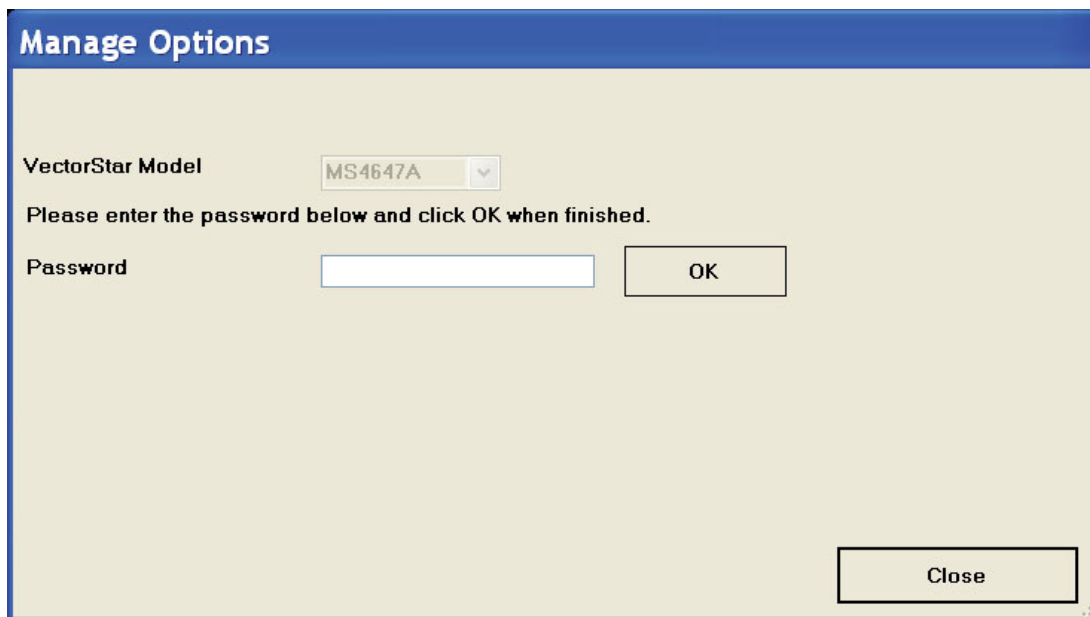 Manage Options
VectorStar Model MS4647A
Please enter the password below and click OK when finished.
Password OK
Close